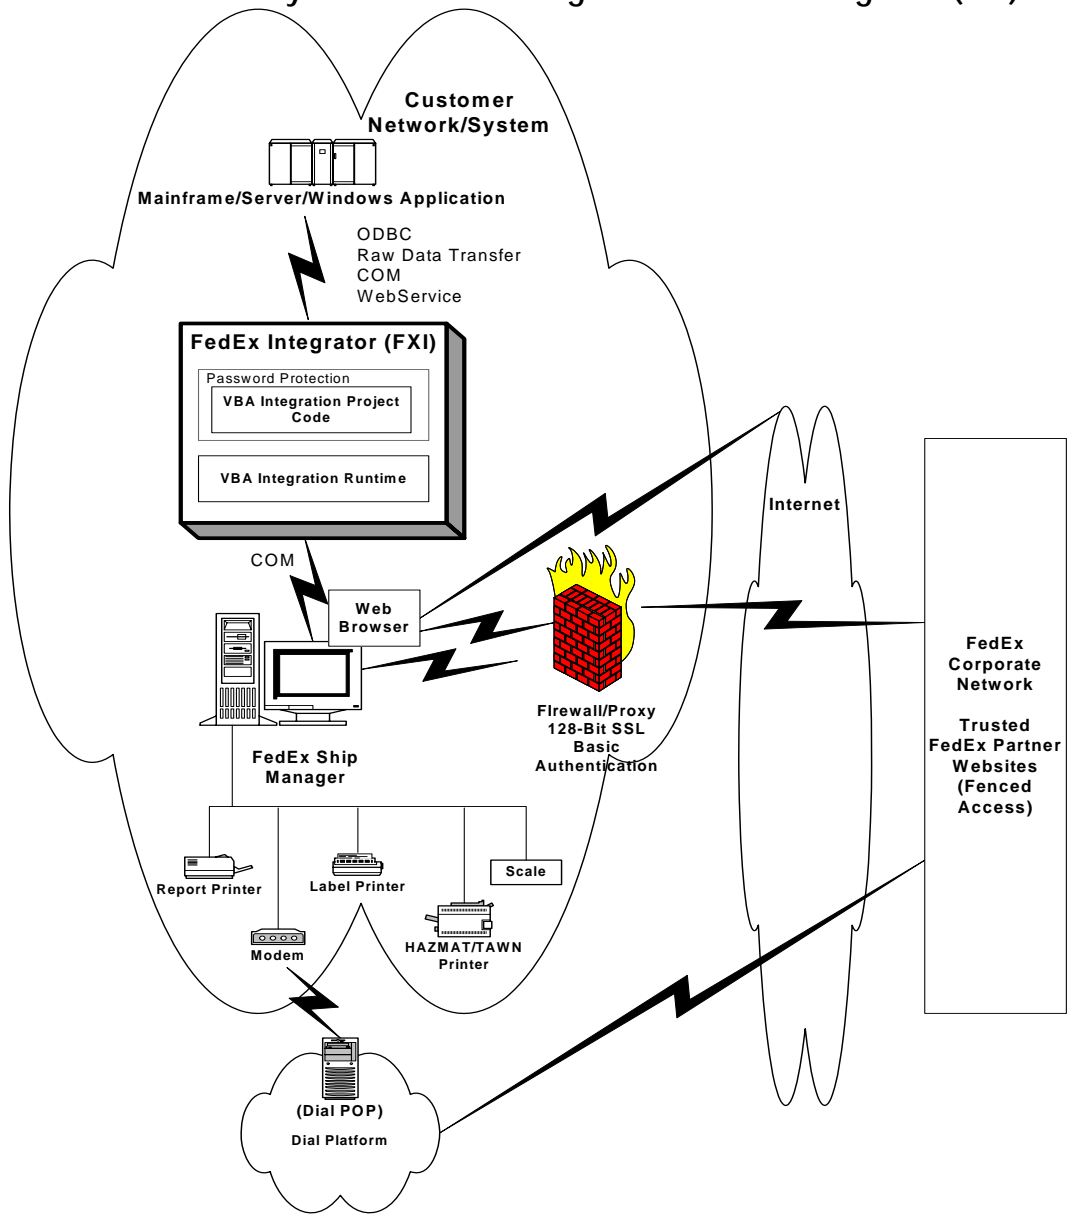 Customer
Network/System
Mainframe/Server/Windows Application
ODBC
Raw Data Transfer
COM
WebService
FedEx Integrator (FXI)
Password Protection
VBA Integration Project
Code
VBA Integration Runtime
COM
Web
Browser
Internet
FIrewall/Proxy
128-Bit SSL
Basic
Authentication
FedEx
Corporate
Network
Trusted
FedEx Partner
Websites
(Fenced
Access)
FedEx Ship
Manager
Report Printer
Label Printer
Scale
Modem
HAZMAT/TAWN
Printer
(Dial POP)
Dial Platform